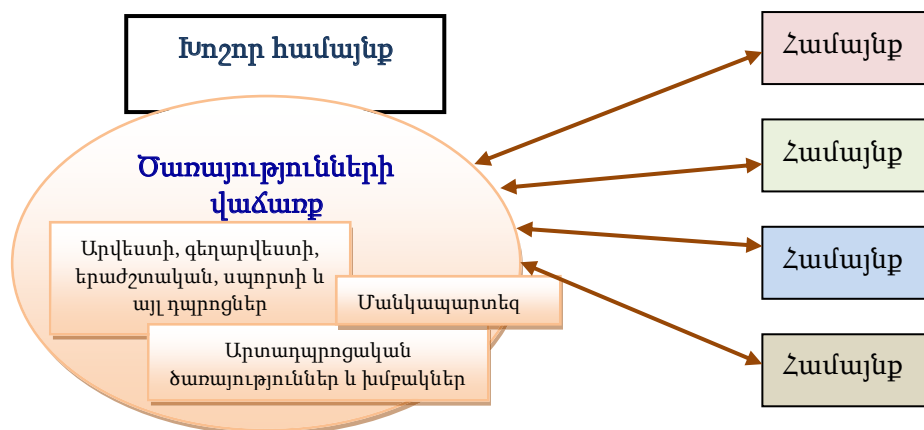 Խոշոր համայնք
Ծառայությունների
վաճառք
Արվեստի, գեղարվեստի,
երաժշտական, սպորտի և
այլ դպրոցներ
Մանկապարտեզ
Արտադպրոցական
ծառայություններ և խմբակներ
Համայնք
Համայնք
Համայնք
Համայնք